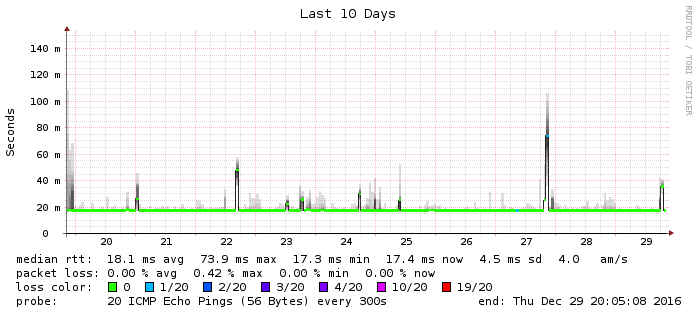 Last 10 Days
RRDTOOL / TOBI OETIKER
Seconds
140 m
120 m
100 m
80 m
60 m
40 m
20 m
0
20 21 22 23 24 25 26 27 28 29
median rtt: 18.1 ms avg 73.9 ms max 17.3 ms min 17.4 ms now 4.5 ms sd 4.0 am/s
packet loss: 0.00 % avg 0.42 % max 0.00 % min 0.00 % now
loss color: 0 1/20 2/20 3/20 4/20 10/20 19/20
probe: 20 ICMP Echo Pings (56 Bytes) every 300s end: Thu Dec 29 20:05:08 2016